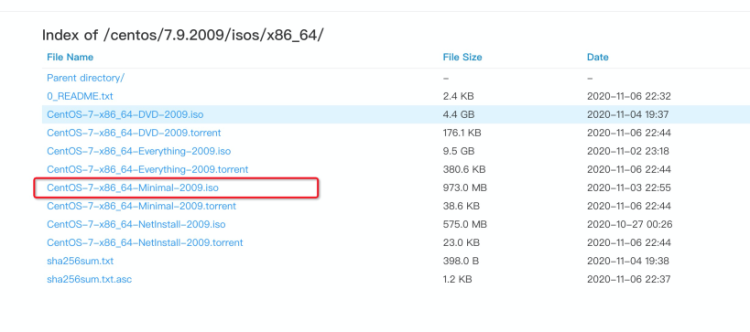 Index of /centos/7.9.2009/isos/x86_64/
File Name File Size Date
Parent directory/ - -
0_README.txt 2.4 KB 2020-11-06 22:32
CentOS-7-x86_64-DVD-2009.iso 4.4 GB 2020-11-04 19:37
CentOS-7-x86_64-DVD-2009.torrent 176.1 KB 2020-11-06 22:44
CentOS-7-x86_64-Everything-2009.iso 9.5 GB 2020-11-02 23:18
CentOS-7-x86_64-Everything-2009.torrent 380.6 KB 2020-11-06 22:44
CentOS-7-x86_64-Minimal-2009.iso 973.0 MB 2020-11-03 22:55
CentOS-7-x86_64-Minimal-2009.torrent 38.6 KB 2020-11-06 22:44
CentOS-7-x86_64-NetInstall-2009.iso 575.0 MB 2020-10-27 00:26
CentOS-7-x86_64-NetInstall-2009.torrent 23.0 KB 2020-11-06 22:44
sha256sum.txt 398.0 B 2020-11-04 19:38
sha256sum.txt.asc 1.2 KB 2020-11-06 22:37